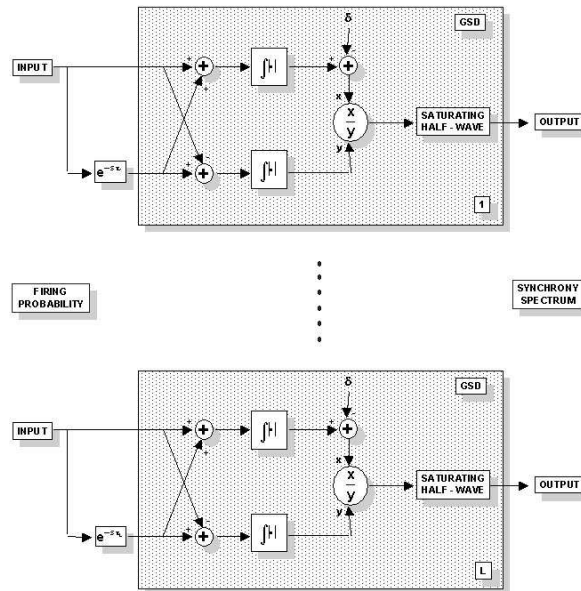 δ
GSD
INPUT
+ + - +
∫|·|
x
x/y
y
SATURATING
HALF - WAVE
OUTPUT
- +
+ +
∫|·|
1
FIRING
PROBABILITY
SYNCHRONY
SPECTRUM
δ
GSD
INPUT
+ + - +
∫|·|
x
x/y
y
SATURATING
HALF - WAVE
OUTPUT
- +
+ +
∫|·|
L